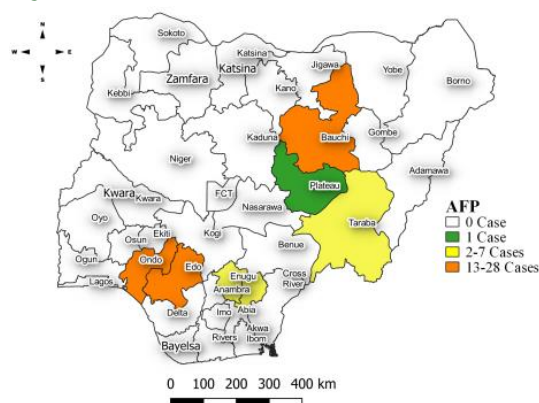 N
W E
S
Sokoto
Katsina
Jigawa
Yobe
Borno
Zamfara
Katsina
Kano
Kebbi
Kaduna
Bauchi
Gombe
Adamawa
Niger
Plateau
Kwara
Kwara
FCT
Nasarawa
Taraba
Oyo
Osun
Ekiti
Kogi
Benue
Ogun
Ondo
Edo
Enugu
Cross
River
Lagos
Anambra
Delta
Imo
Abia
Akwa
Ibom
Bayelsa
Rivers
AFP
0 Case
1 Case
2-7 Cases
13-28 Cases
0 100 200 300 400 km